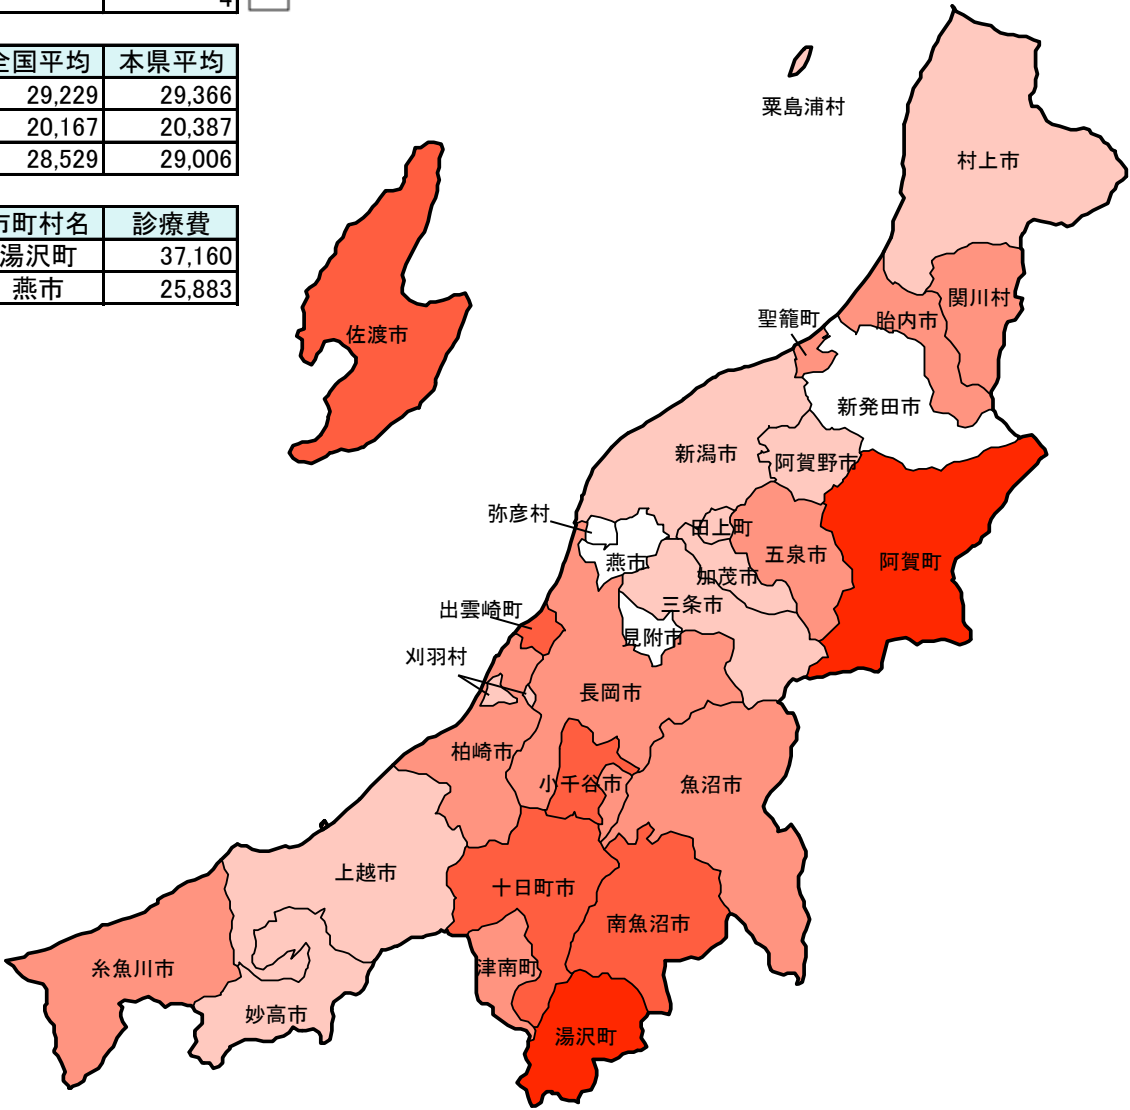 4
全国平均 本県平均
29,229 29,366
20,167 20,387
28,529 29,006
市町村名 診療費
湯沢町 37,160
燕市 25,883
粟島浦村
村上市
関川村
胎内市
聖籠町
佐渡市
新発田市
新潟市
阿賀野市
弥彦村
田上町
五泉市
阿賀町
燕市
加茂市
三条市
出雲崎町
見附市
刈羽村
長岡市
柏崎市
小千谷市
魚沼市
上越市
十日町市
南魚沼市
糸魚川市
津南町
妙高市
湯沢町